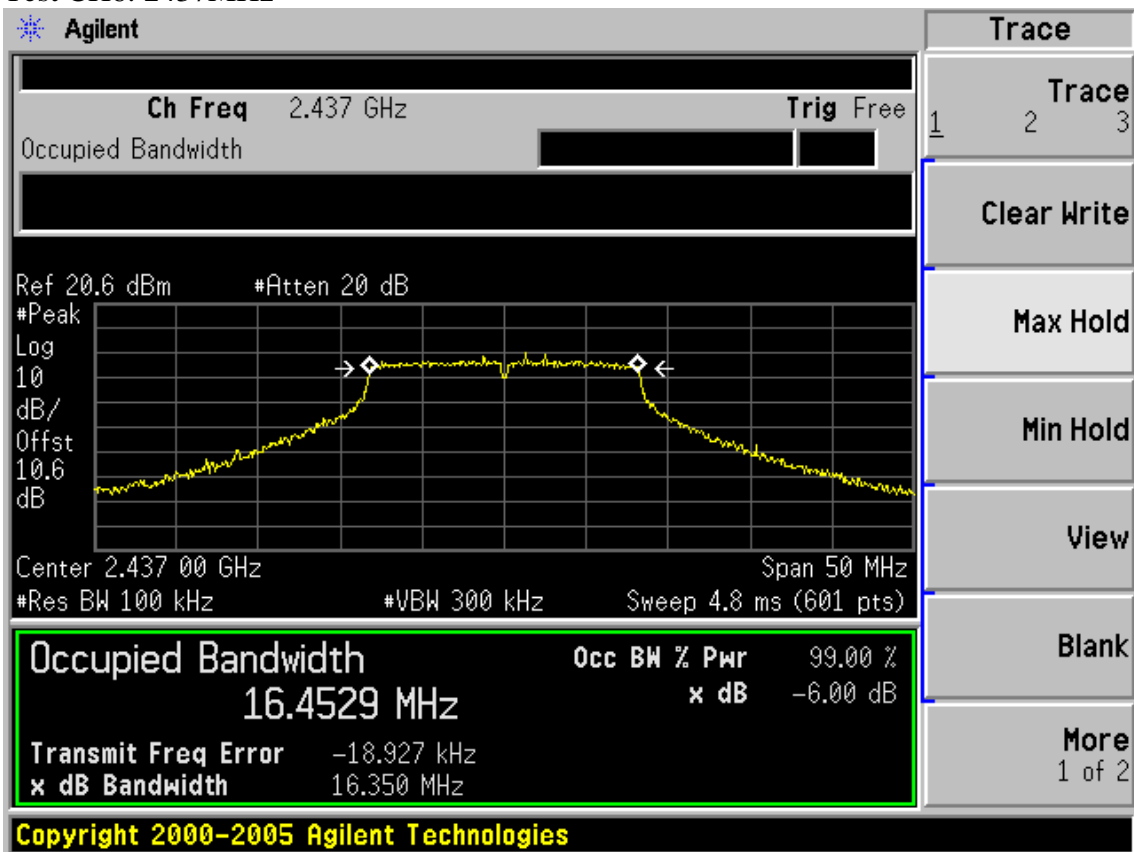 Agilent
Trace
Ch Freq 2.437 GHz Trig Free
Occupied Bandwidth
Trace
1 2 3
Clear Write
Max Hold
Min Hold
View
Blank
More
1 of 2
Ref 20.6 dBm #Atten 20 dB
#Peak
Log
10
dB/
Offst
10.6
dB
Center 2.437 00 GHz Span 50 MHz
#Res BW 100 kHz #VBW 300 kHz Sweep 4.8 ms (601 pts)
Occupied Bandwidth Occ BW % Pwr 99.00 %
16.4529 MHz x dB -6.00 dB
Transmit Freq Error -18.927 kHz
x dB Bandwidth 16.350 MHz
Copyright 2000-2005 Agilent Technologies